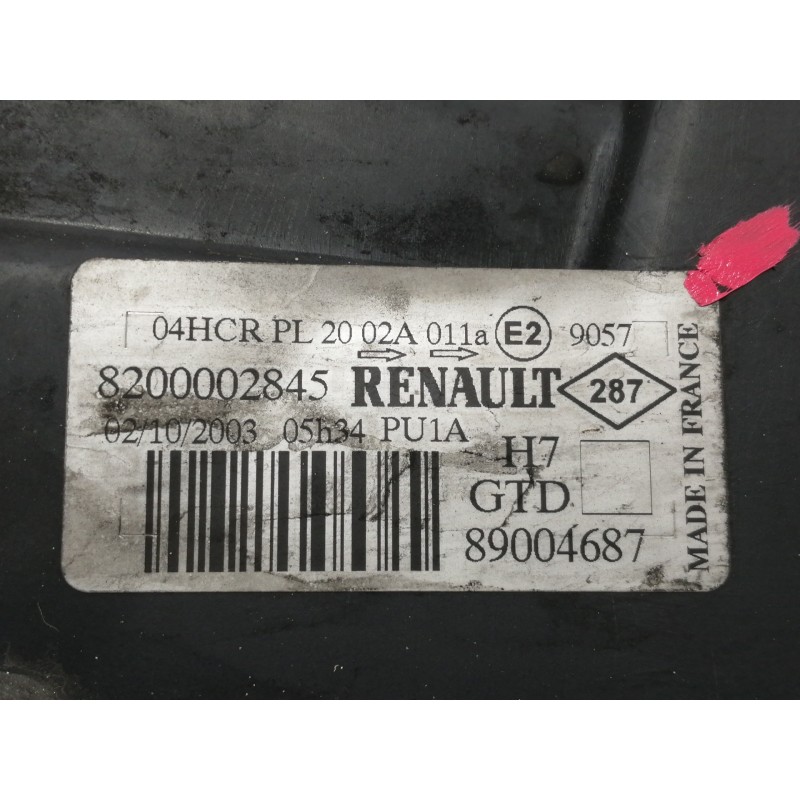 04HCR PL 20 02A 011a E2 9057
8200002845 RENAULT 287
02/10/2003 05h34 PU1A
H7
GTD
89004687
MADE IN FRANCE